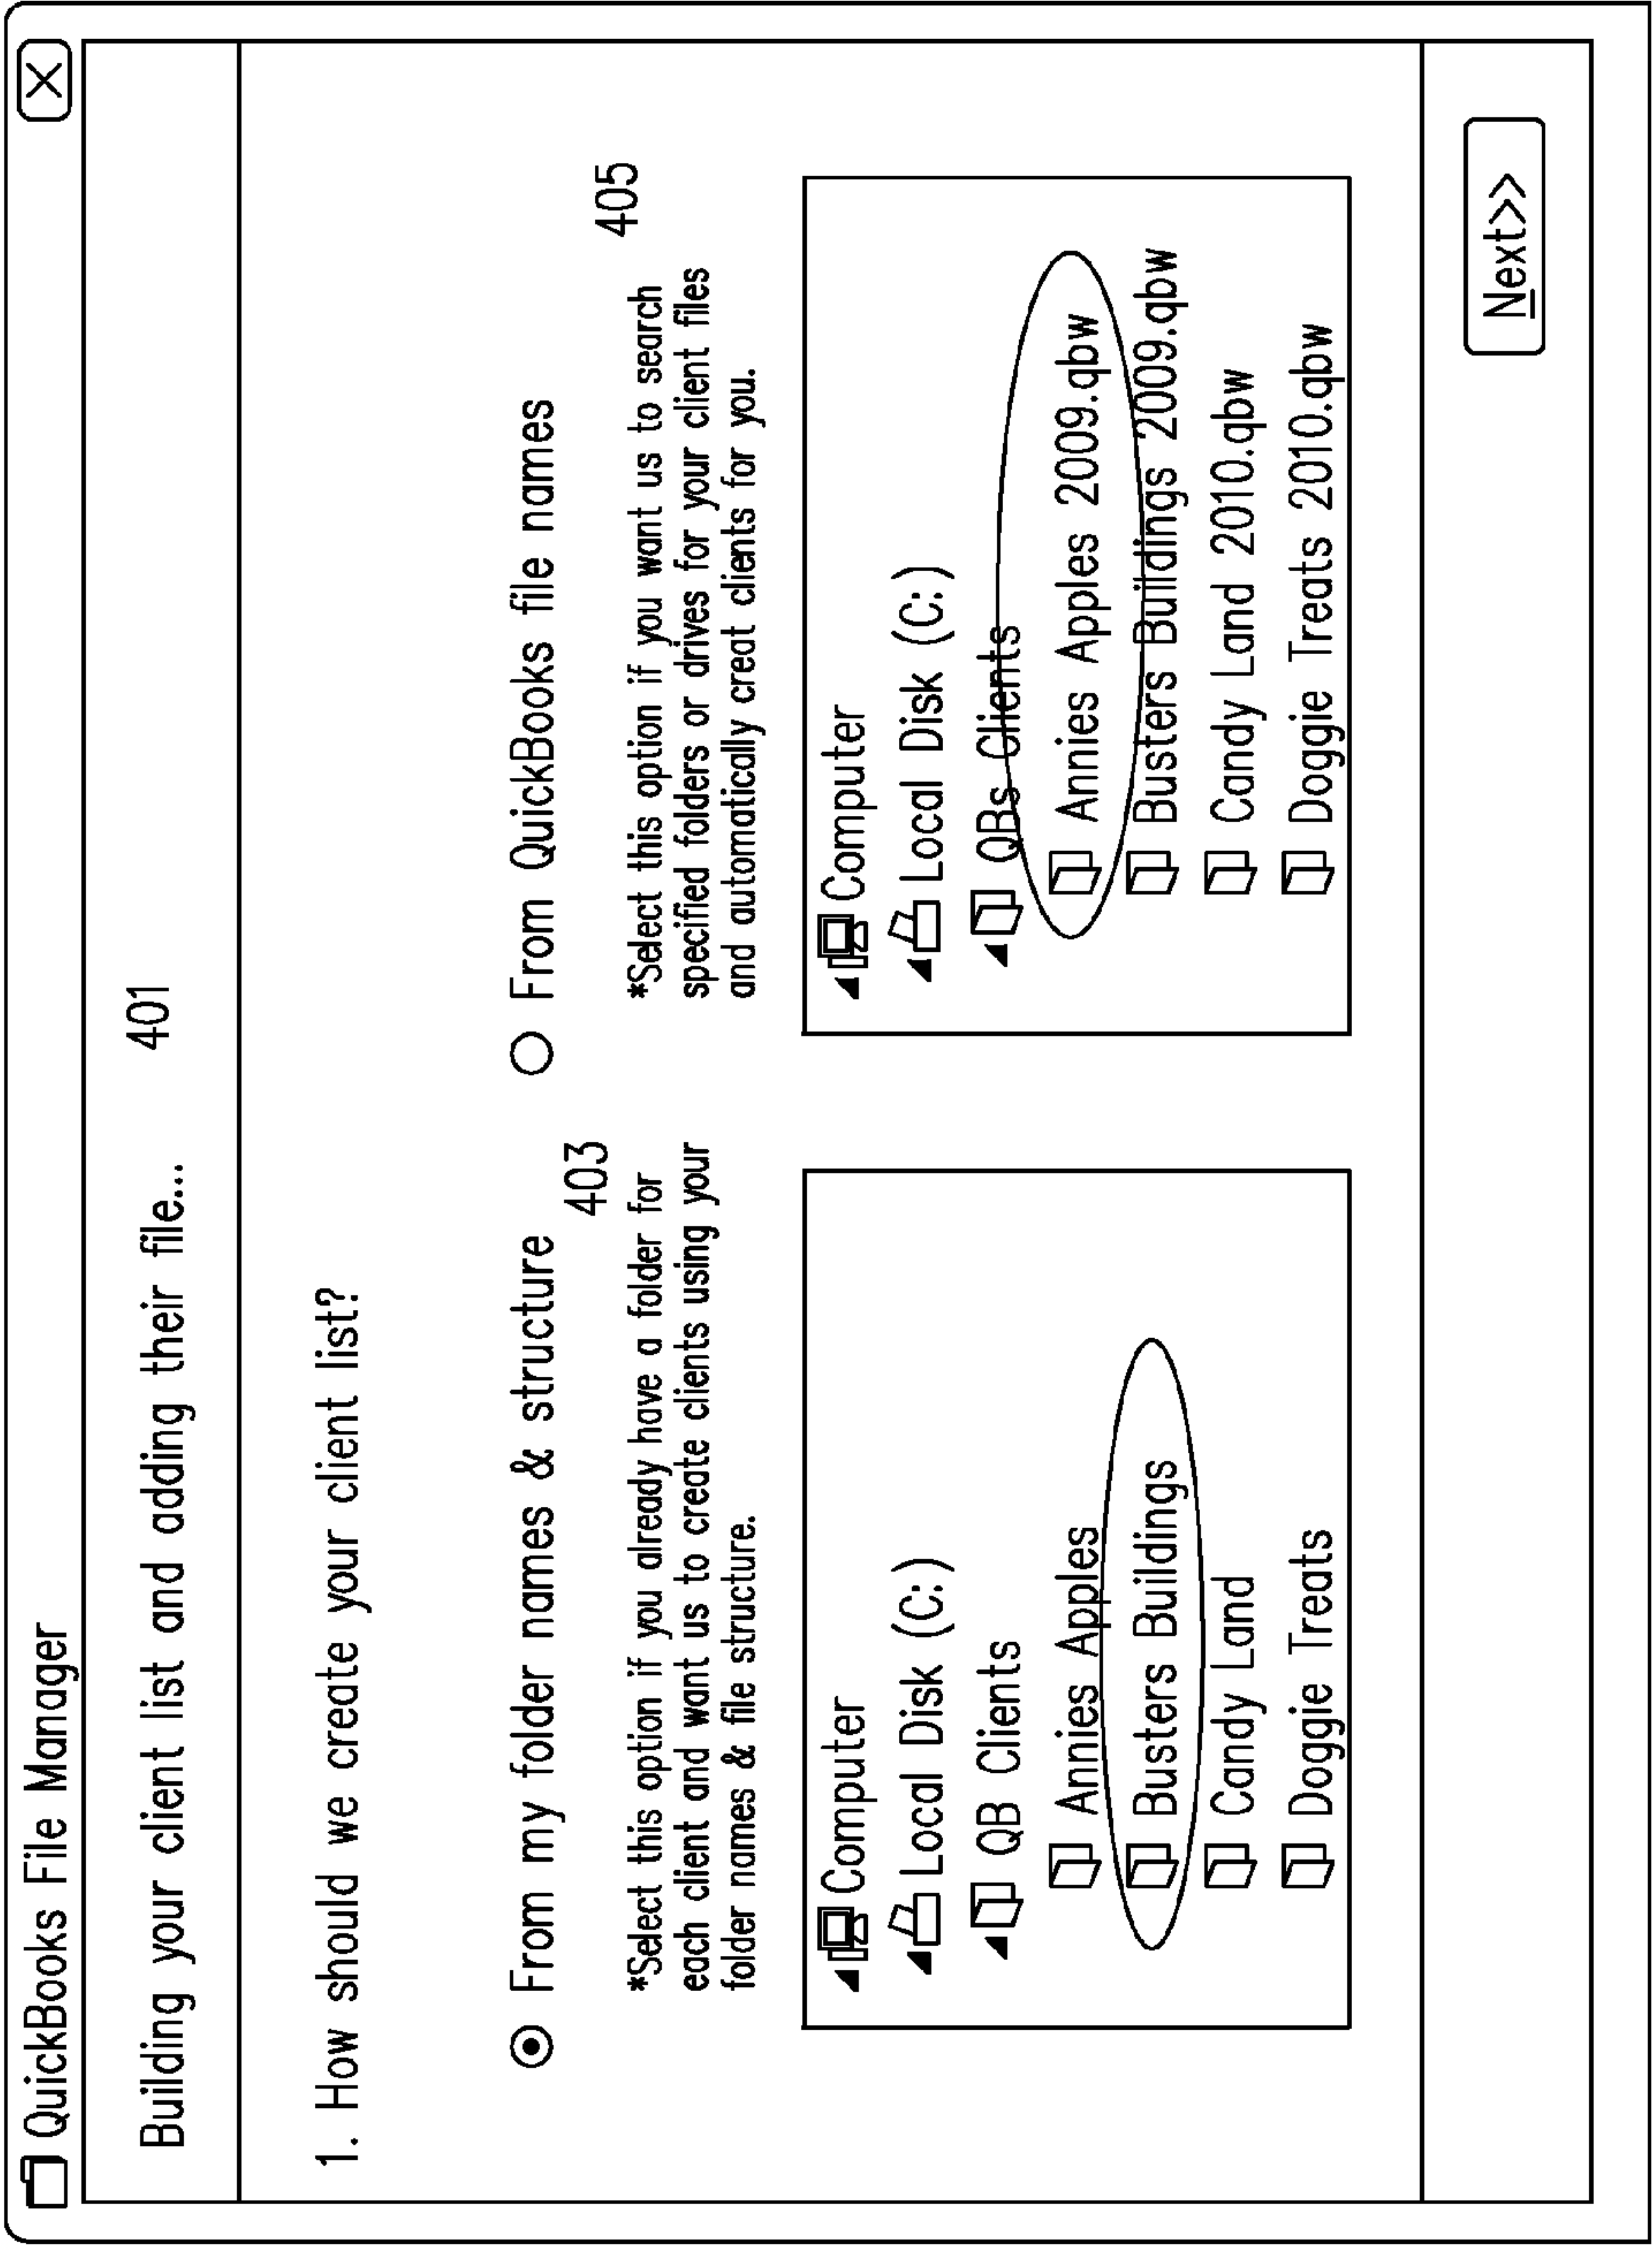 QuickBooks File Manager
X
Building your client list and adding their file...
401
1. How should we create your client list?
From my folder names & structure
403
*Select this option if you already have a folder for
each client and want us to create clients using your
folder names & file structure.
Computer
Local Disk (C:)
QB Clients
Annies Apples
Busters Buildings
Candy Land
Doggie Treats
From QuickBooks file names
405
*Select this option if you want us to search
specified folders or drives for your client files
and automatically creat clients for you.
Computer
Local Disk (C:)
QBs Clients
Annies Apples 2009.qbw
Busters Buildings 2009.qbw
Candy Land 2010.qbw
Doggie Treats 2010.qbw
Next>>